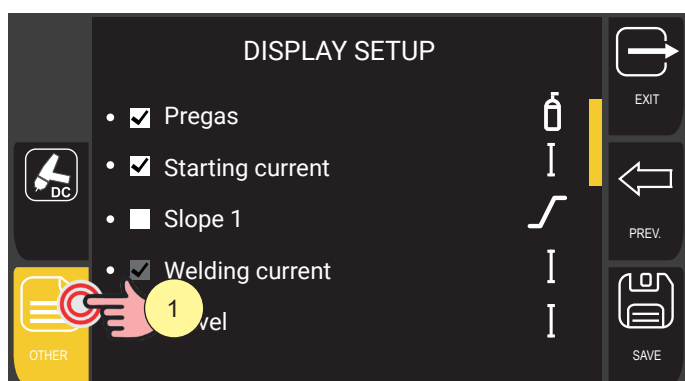 DISPLAY SETUP
EXIT
Pregas
Starting current
DC
Slope 1
PREV.
Welding current
1
vel
OTHER
SAVE